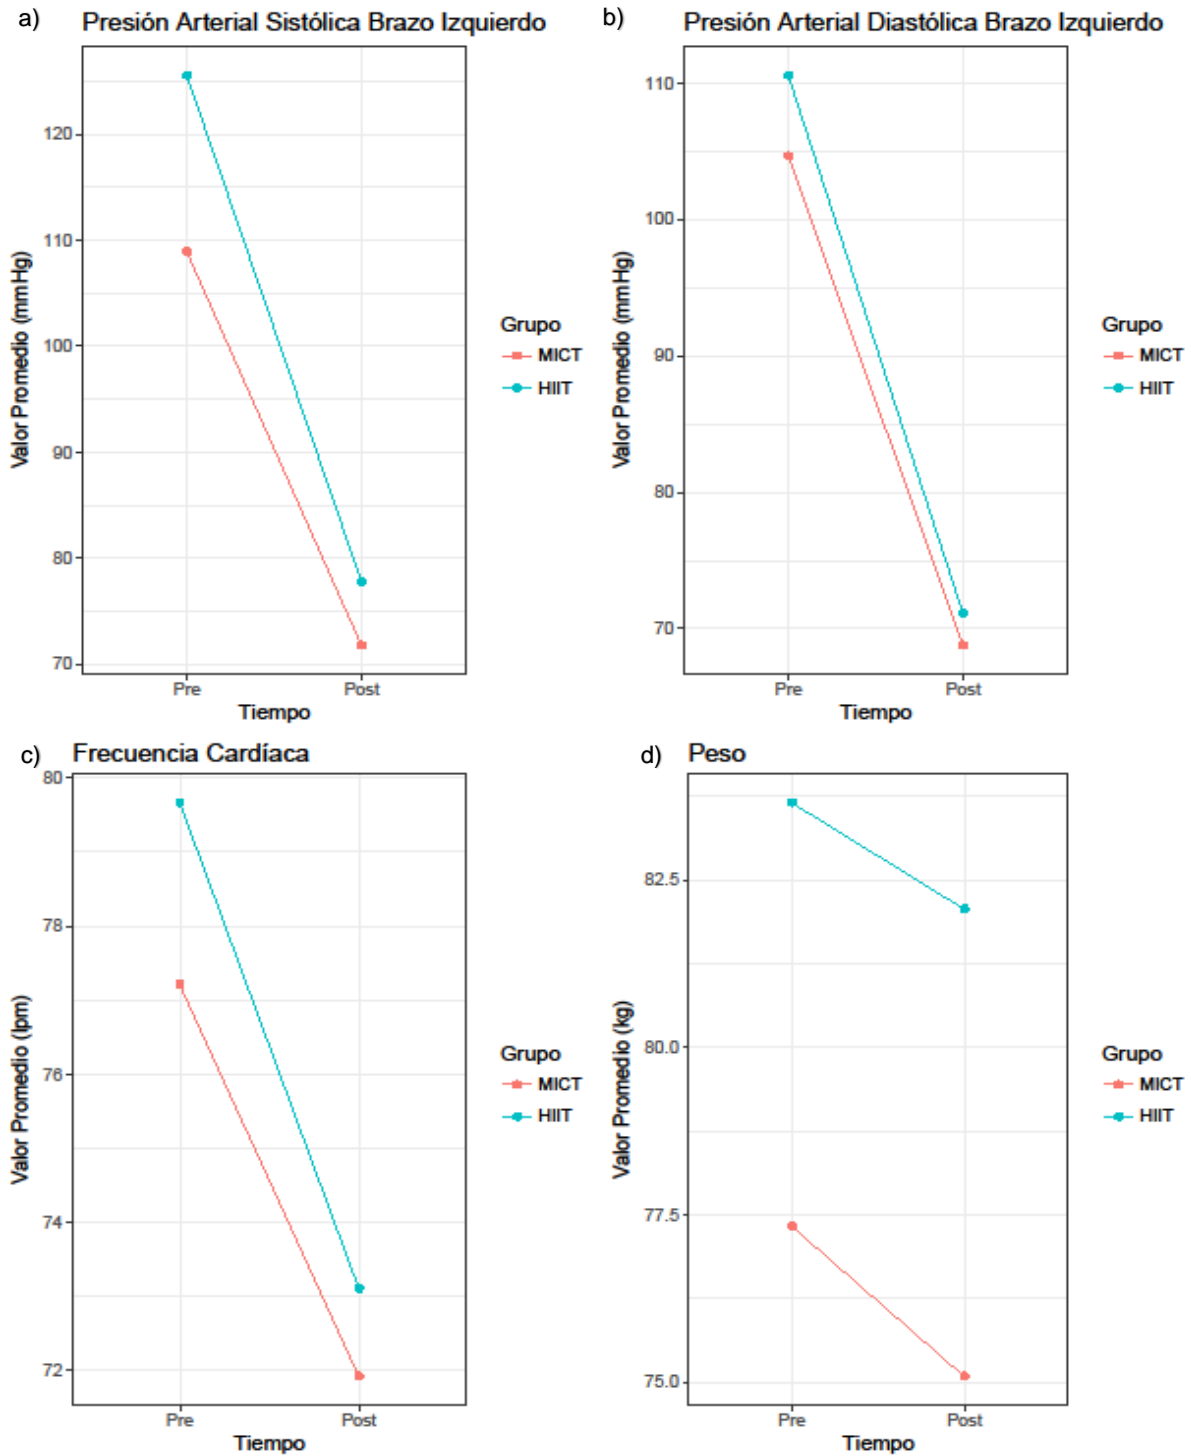 a) Presión Arterial Sistólica Brazo Izquierdo
Valor Promedio (mmHg)
120
110
100
90
80
70
Pre Post
Tiempo
Grupo
MICT
HIIT
b) Presión Arterial Diastólica Brazo Izquierdo
Valor Promedio (mmHg)
110
100
90
80
70
Pre Post
Tiempo
Grupo
MICT
HIIT
c) Frecuencia Cardíaca
Valor Promedio (lpm)
80
78
76
74
72
Pre Post
Tiempo
Grupo
MICT
HIIT
d) Peso
Valor Promedio (kg)
82.5
80.0
77.5
75.0
Pre Post
Tiempo
Grupo
MICT
HIIT